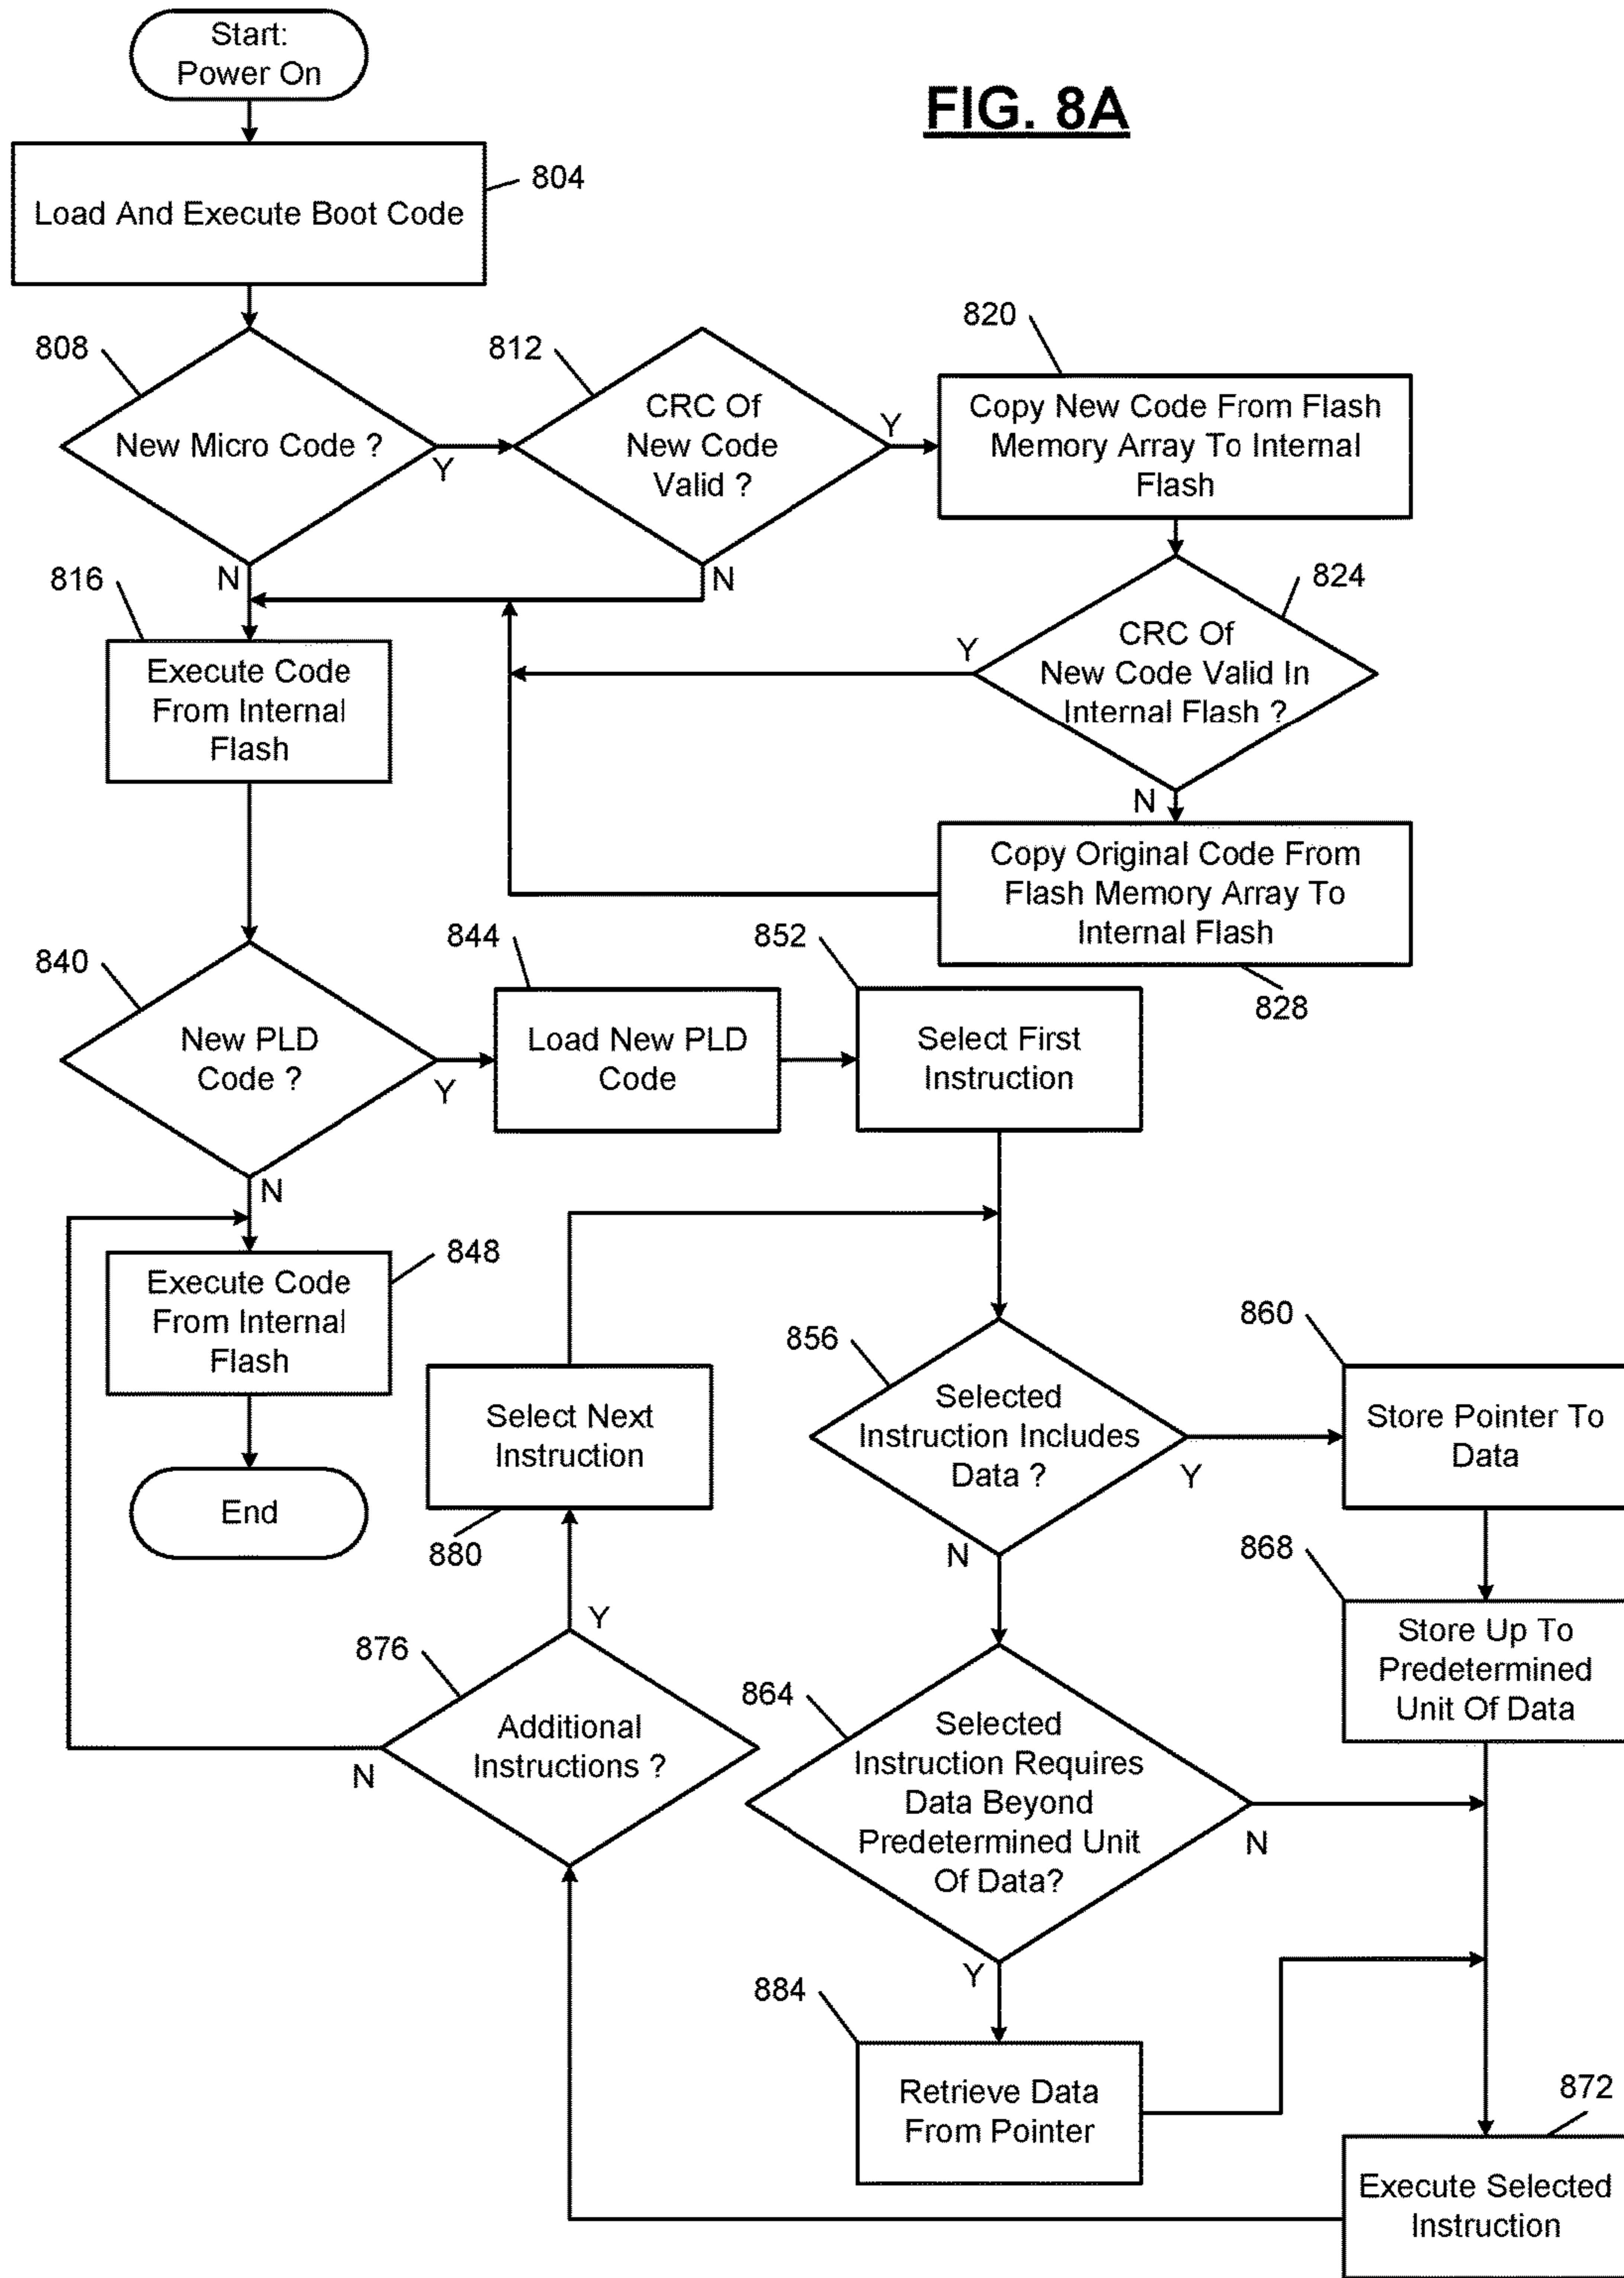 Start:
Power On
FIG. 8A
804
Load And Execute Boot Code
808
812
820
New Micro Code ?
Y
CRC Of
New Code
Valid ?
Y
Copy New Code From Flash
Memory Array To Internal
Flash
N
N
816
824
Execute Code
From Internal
Flash
Y
CRC Of
New Code Valid In
Internal Flash ?
N
Copy Original Code From
Flash Memory Array To
Internal Flash
828
840
844
852
New PLD
Code ?
Y
Load New PLD
Code
Select First
Instruction
N
848
Execute Code
From Internal
Flash
End
856
860
Selected
Instruction Includes
Data ?
Y
Store Pointer To
Data
Select Next
Instruction
880
N
868
Store Up To
Predetermined
Unit Of Data
Y
876
Additional
Instructions ?
N
864
Selected
Instruction Requires
Data Beyond
Predetermined Unit
Of Data?
N
Y
884
Retrieve Data
From Pointer
872
Execute Selected
Instruction